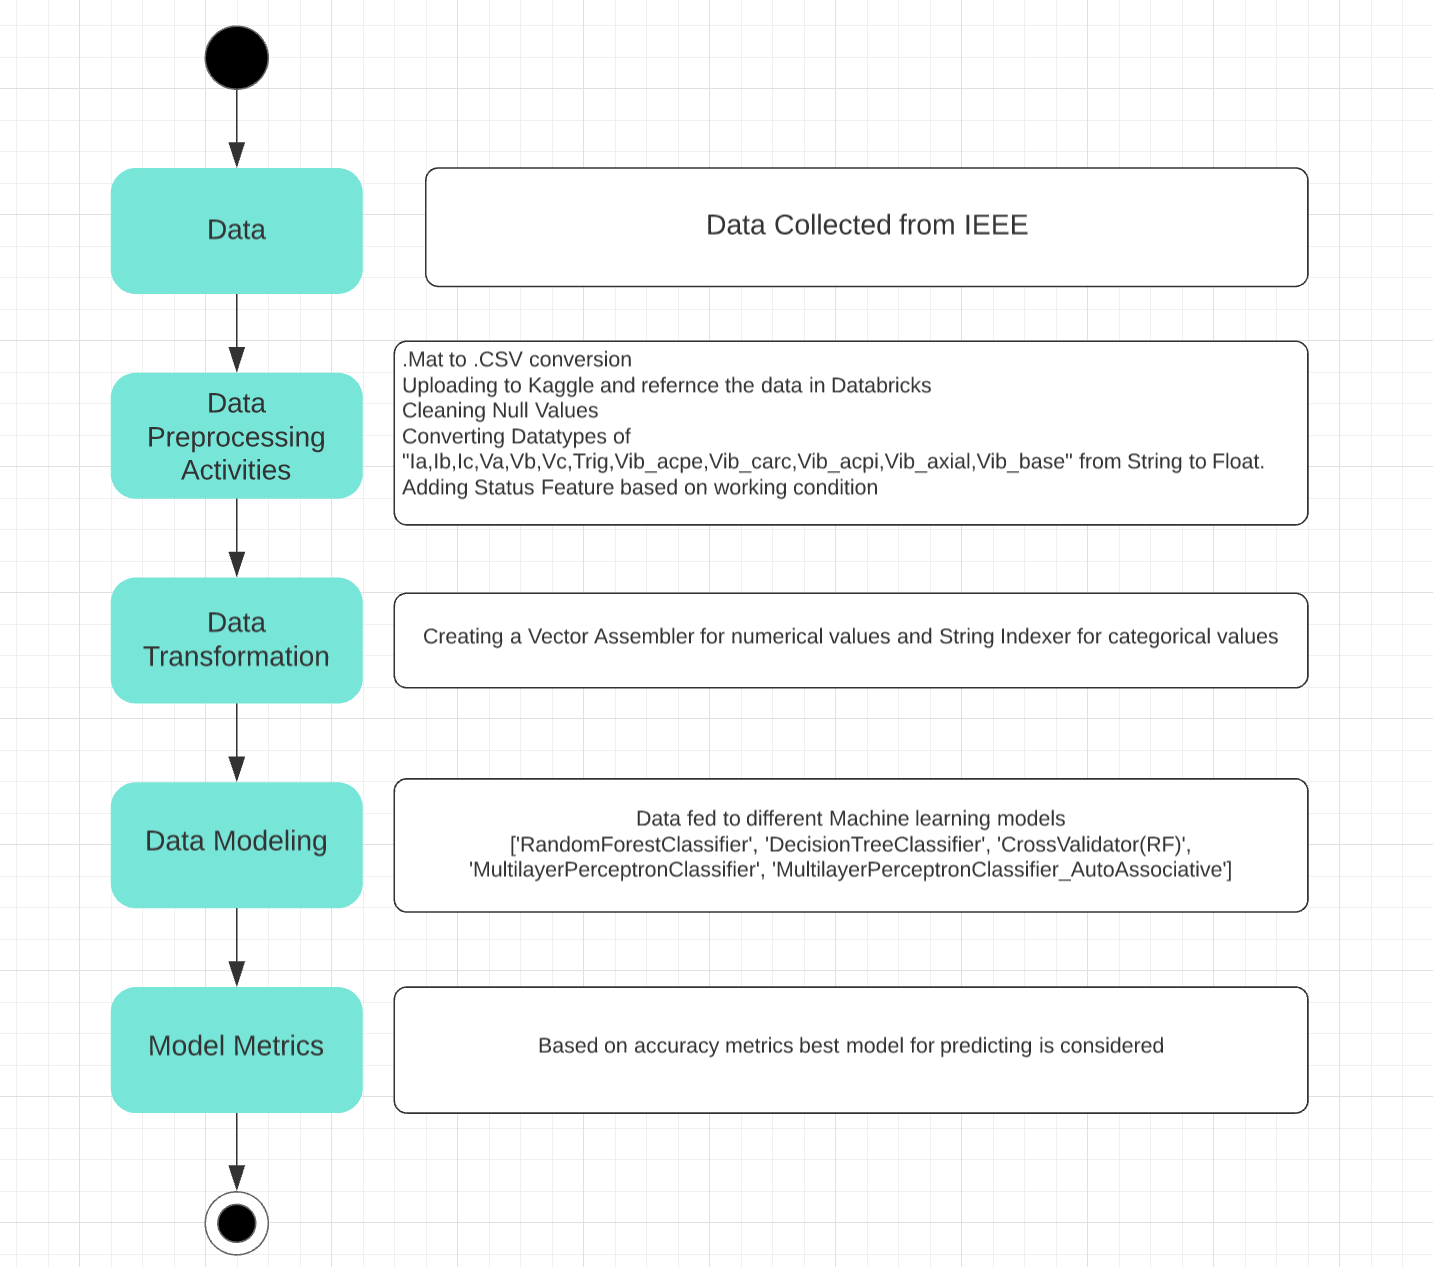 Data
Data Collected from IEEE
Data
Preprocessing
Activities
.Mat to .CSV conversion
Uploading to Kaggle and refernce the data in Databricks
Cleaning Null Values
Converting Datatypes of
"Ia,Ib,Ic,Va,Vb,Vc,Trig,Vib_acpe,Vib_carc,Vib_acpi,Vib_axial,Vib_base" from String to Float.
Adding Status Feature based on working condition
Data
Transformation
Creating a Vector Assembler for numerical values and String Indexer for categorical values
Data Modeling
Data fed to different Machine learning models
['RandomForestClassifier', 'DecisionTreeClassifier', 'CrossValidator(RF)',
'MultilayerPerceptronClassifier', 'MultilayerPerceptronClassifier_AutoAssociative']
Model Metrics
Based on accuracy metrics best model for predicting is considered